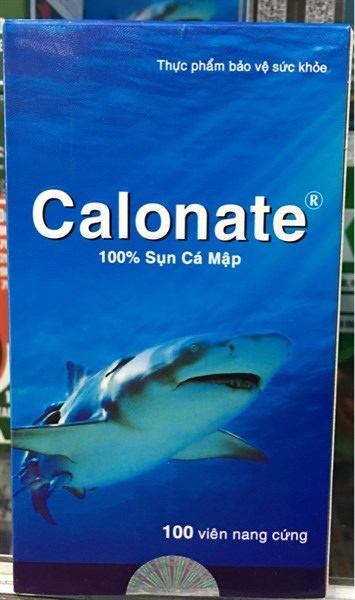 Thực phẩm bảo vệ sức khỏe
Calonate®
100% Sụn Cá Mập
100 viên nang cứng